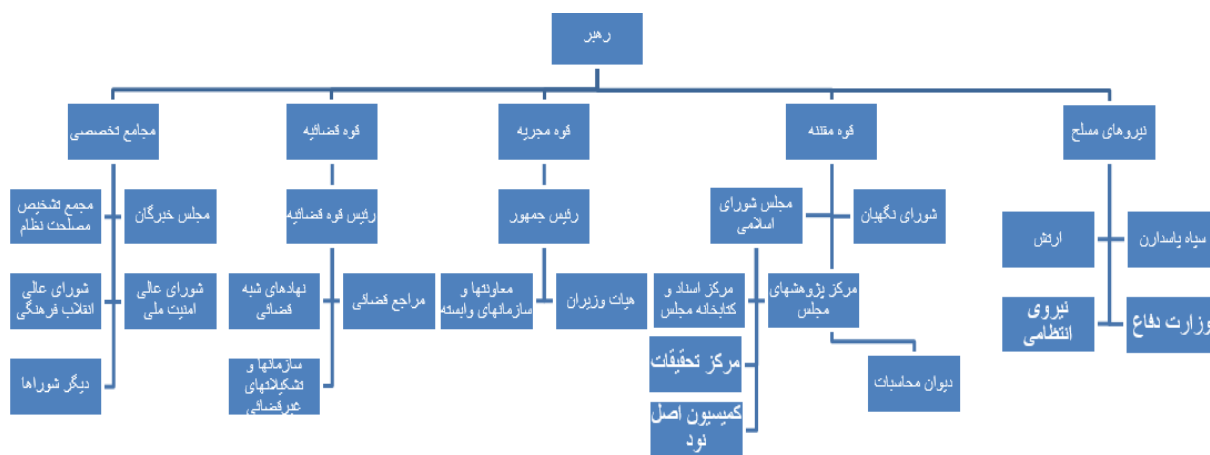 رهبر
نیروهای مسلح
قوه مقننه
قوه مجریه
قوه قضائیه
مجامع تخصصی
سپاه پاسدارن
ارتش
وزارت دفاع
نیروی
انتظامی
شورای نگهبان
مجلس شورای
اسلامی
مرکز پژوهشهای
مجلس
مرکز اسناد و
کتابخانه مجلس
مرکز تحقیقات
دیوان محاسبات
کمیسیون اصل
نود
رئیس جمهور
هیات وزیران
معاونتها و
سازمانهای وابسته
رئیس قوه قضائیه
مراجع قضائی
نهادهای شبه
قضائی
سازمانها و
تشکیلاتهای
غیرقضائی
مجلس خبرگان
مجمع تشخیص
مصلحت نظام
شورای عالی
امنیت ملی
شورای عالی
انقلاب فرهنگی
دیگر شوراها